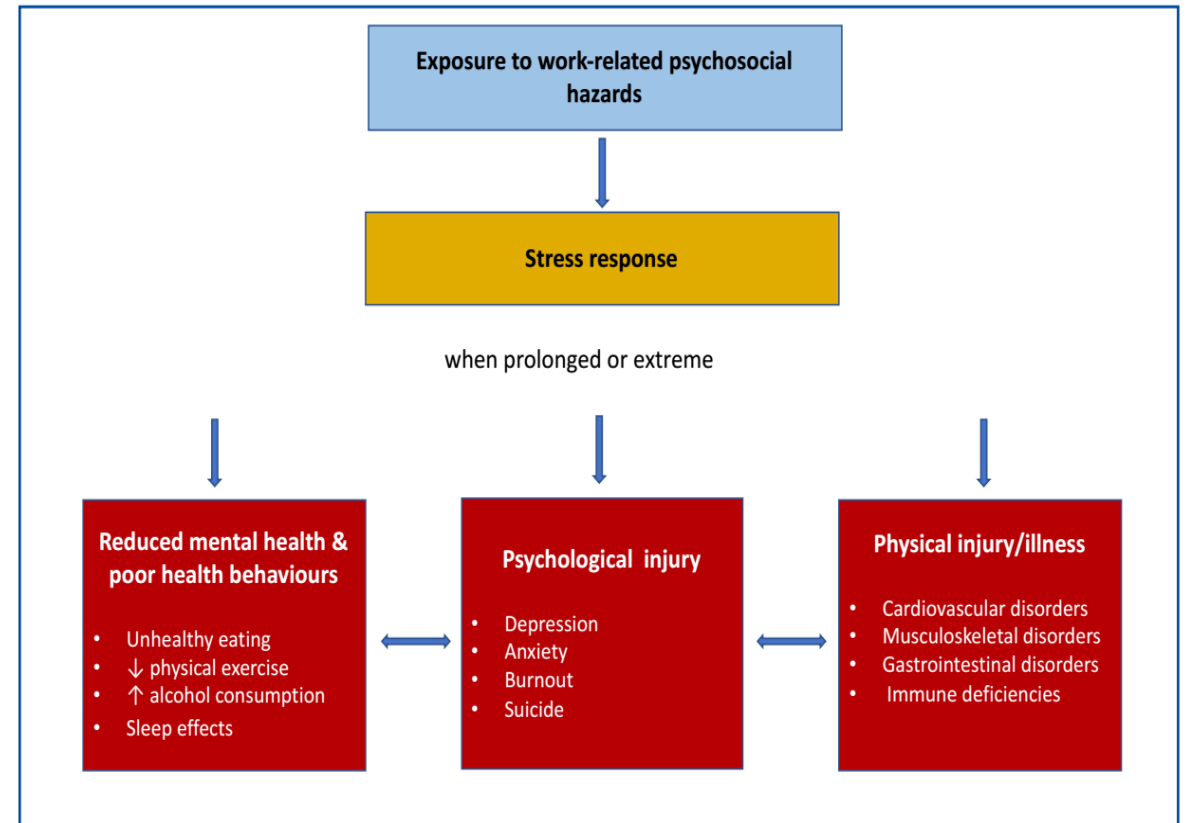 Exposure to work-related psychosocial
hazards
Stress response
when prolonged or extreme
Reduced mental health &
poor health behaviours
• Unhealthy eating
• ↓ physical exercise
• ↑ alcohol consumption
• Sleep effects
Psychological injury
• Depression
• Anxiety
• Burnout
• Suicide
Physical injury/illness
• Cardiovascular disorders
• Musculoskeletal disorders
• Gastrointestinal disorders
• Immune deficiencies